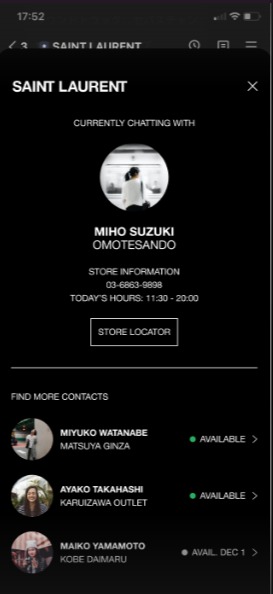 17:52
3 SAINT LAURENT
SAINT LAURENT
CURRENTLY CHATTING WITH
MIHO SUZUKI
OMOTESANDO
STORE INFORMATION
03-6863-9898
TODAY'S HOURS: 11:30 - 20:00
STORE LOCATOR
FIND MORE CONTACTS
MIYUKO WATANABE
MATSUYA GINZA
AVAILABLE
AYAKO TAKAHASHI
KARUIZAWA OUTLET
AVAILABLE
MAIKO YAMAMOTO
KOBE DAIMARU
AVAIL. DEC 1